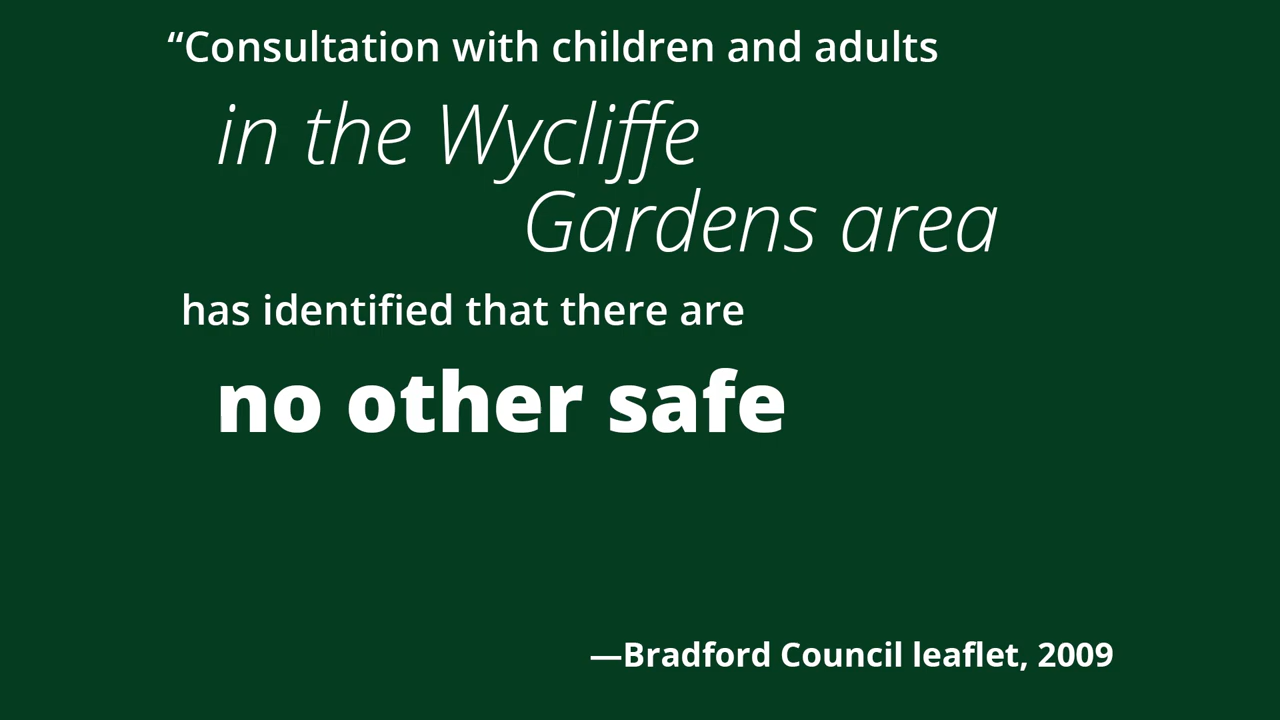 “Consultation with children and adults
in the Wycliffe
Gardens area
has identified that there are
no other safe
—Bradford Council leaflet, 2009